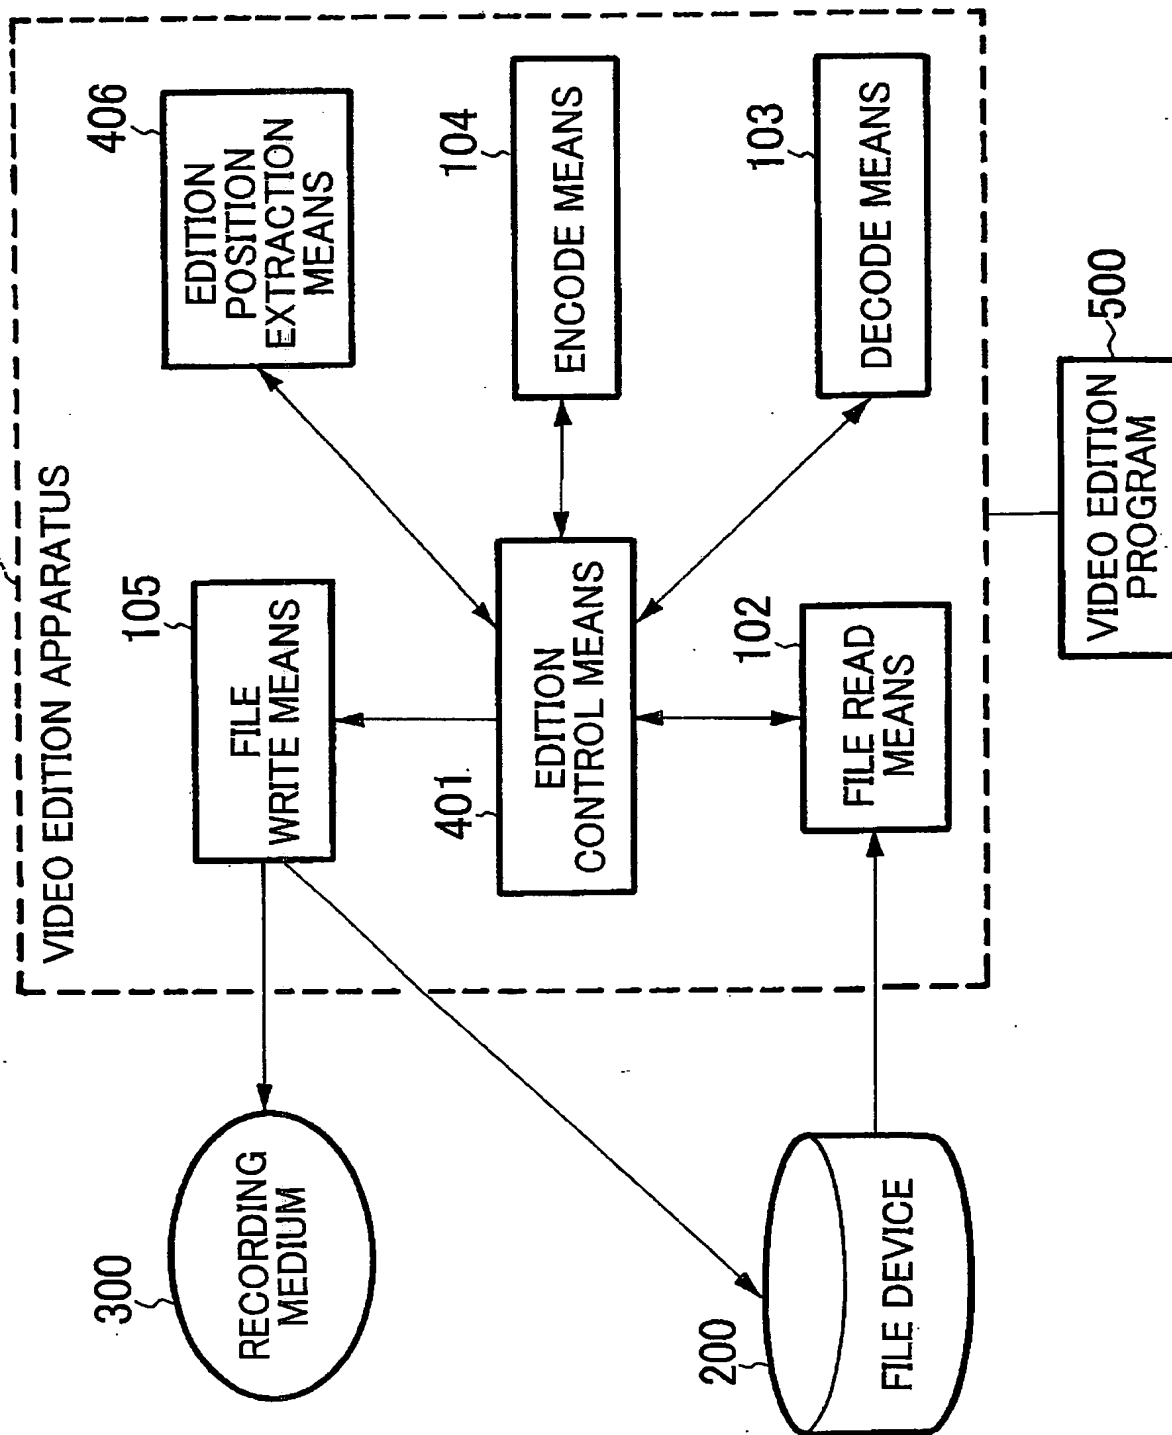 VIDEO EDITION APPARATUS
300
RECORDING
MEDIUM
105
FILE
WRITE MEANS
406
EDITION
POSITION
EXTRACTION
MEANS
401
EDITION
CONTROL MEANS
104
ENCODE MEANS
200
FILE DEVICE
102
FILE READ
MEANS
103
DECODE MEANS
500
VIDEO EDITION
PROGRAM